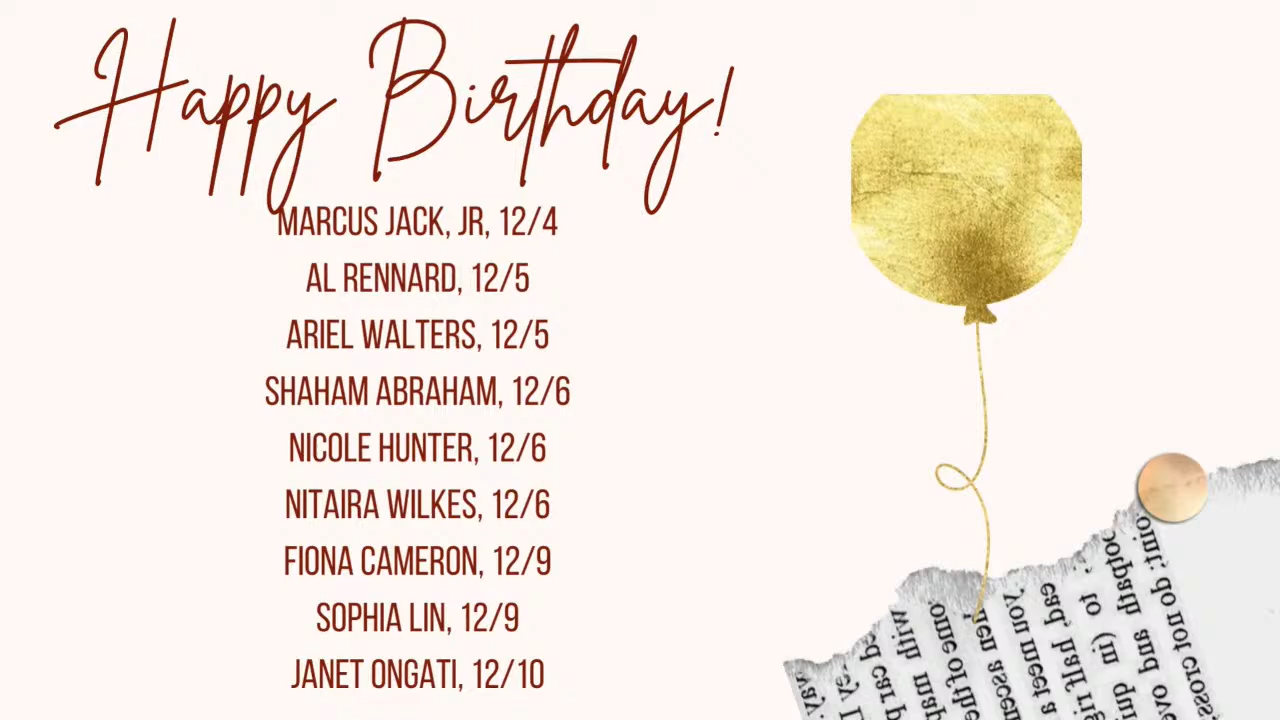 Happy Birthday!
MARCUS JACK, JR, 12/4
AL RENNARD, 12/5
ARIEL WALTERS, 12/5
SHAHAM ABRAHAM, 12/6
NICOLE HUNTER, 12/6
NITAIRA WILKES, 12/6
FIONA CAMERON, 12/9
SOPHIA LIN, 12/9
JANET ONGATI, 12/10